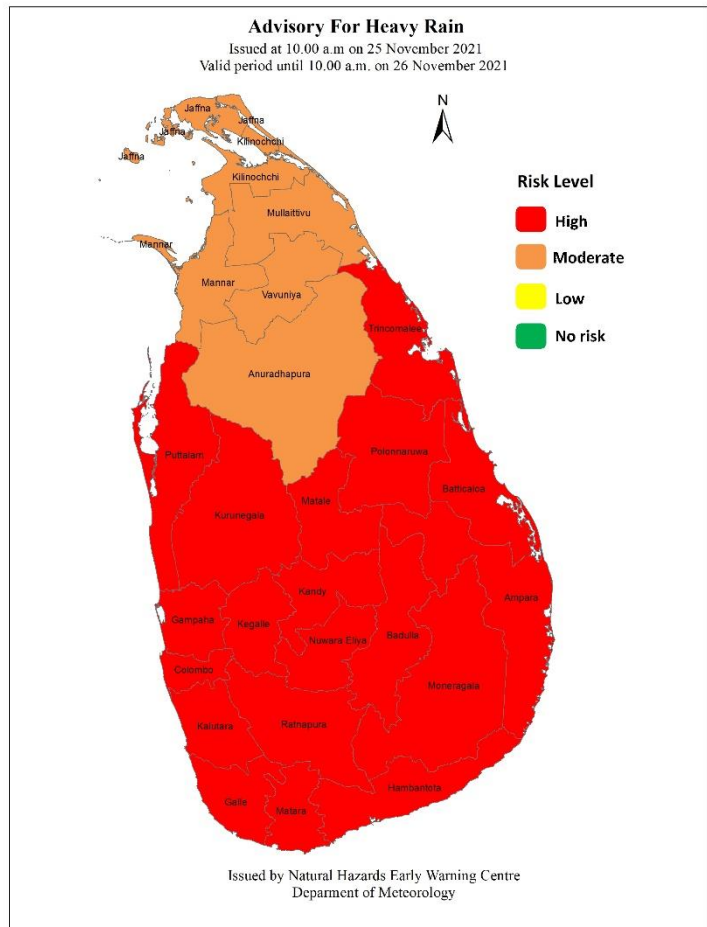 Advisory For Heavy Rain
Issued at 10.00 a.m on 25 November 2021
Valid period until 10.00 a.m. on 26 November 2021
N
Jaffna
Jaffna
Jaffna
Kilinochchi
Jaffna
Kilinochchi
Mullaittivu
Mannar
Mannar
Vavuniya
Anuradhapura
Trincomalee
Risk Level
High
Moderate
Low
No risk
Puttalam
Polonnaruwa
Kurunegala
Matale
Batticaloa
Kandy
Ampara
Gampaha
Kegalle
Nuwara Eliya
Badulla
Colombo
Moneragala
Kalutara
Ratnapura
Hambantota
Galle
Matara
Issued by Natural Hazards Early Warning Centre
Deparment of Meteorology